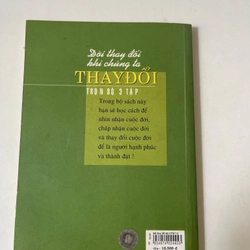 Đời thay đổi
khi chúng ta
THAY ĐỔI
TRỌN BỘ 3 TẬP
Trong bộ sách này
bạn sẽ học cách để
nhìn nhận cuộc đời,
chấp nhận cuộc đời
và thay đổi cuộc đời
để là người hạnh phúc
và thành đạt !